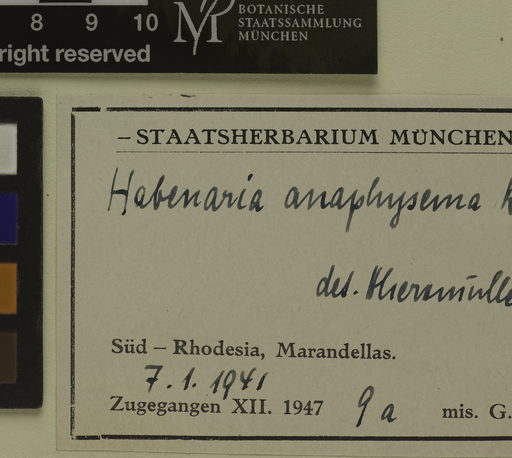 8 9 10
right reserved
BOTANISCHE
STAATSSAMMLUNG
MÜNCHEN
– STAATSHERBARIUM MÜNCHEN
Habenaria anaphysema
det.
Süd – Rhodesia, Marandellas.
7. 1. 1941
Zugegangen XII. 1947 9a mis. G.